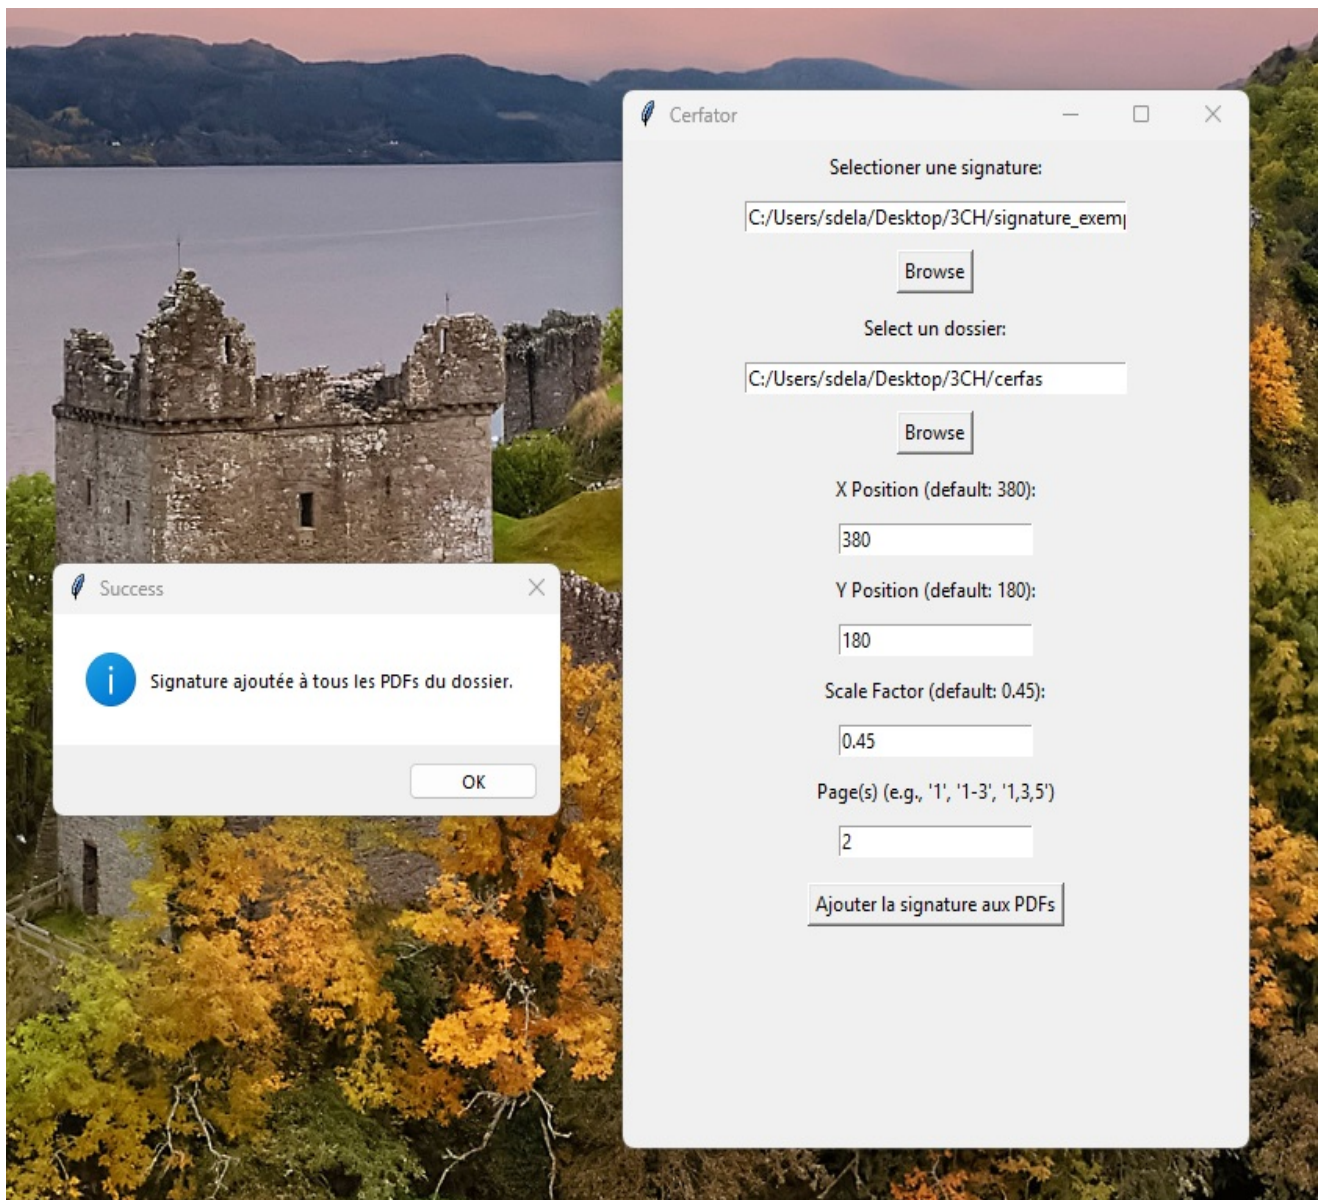 Cerfator
Selectioner une signature:
C:/Users/sdela/Desktop/3CH/signature_exemp
Browse
Select un dossier:
C:/Users/sdela/Desktop/3CH/cerfas
Browse
X Position (default: 380):
380
Y Position (default: 180):
180
Scale Factor (default: 0.45):
0.45
Page(s) (e.g., '1', '1-3', '1,3,5')
2
Ajouter la signature aux PDFs
Success
Signature ajoutée à tous les PDFs du dossier.
OK